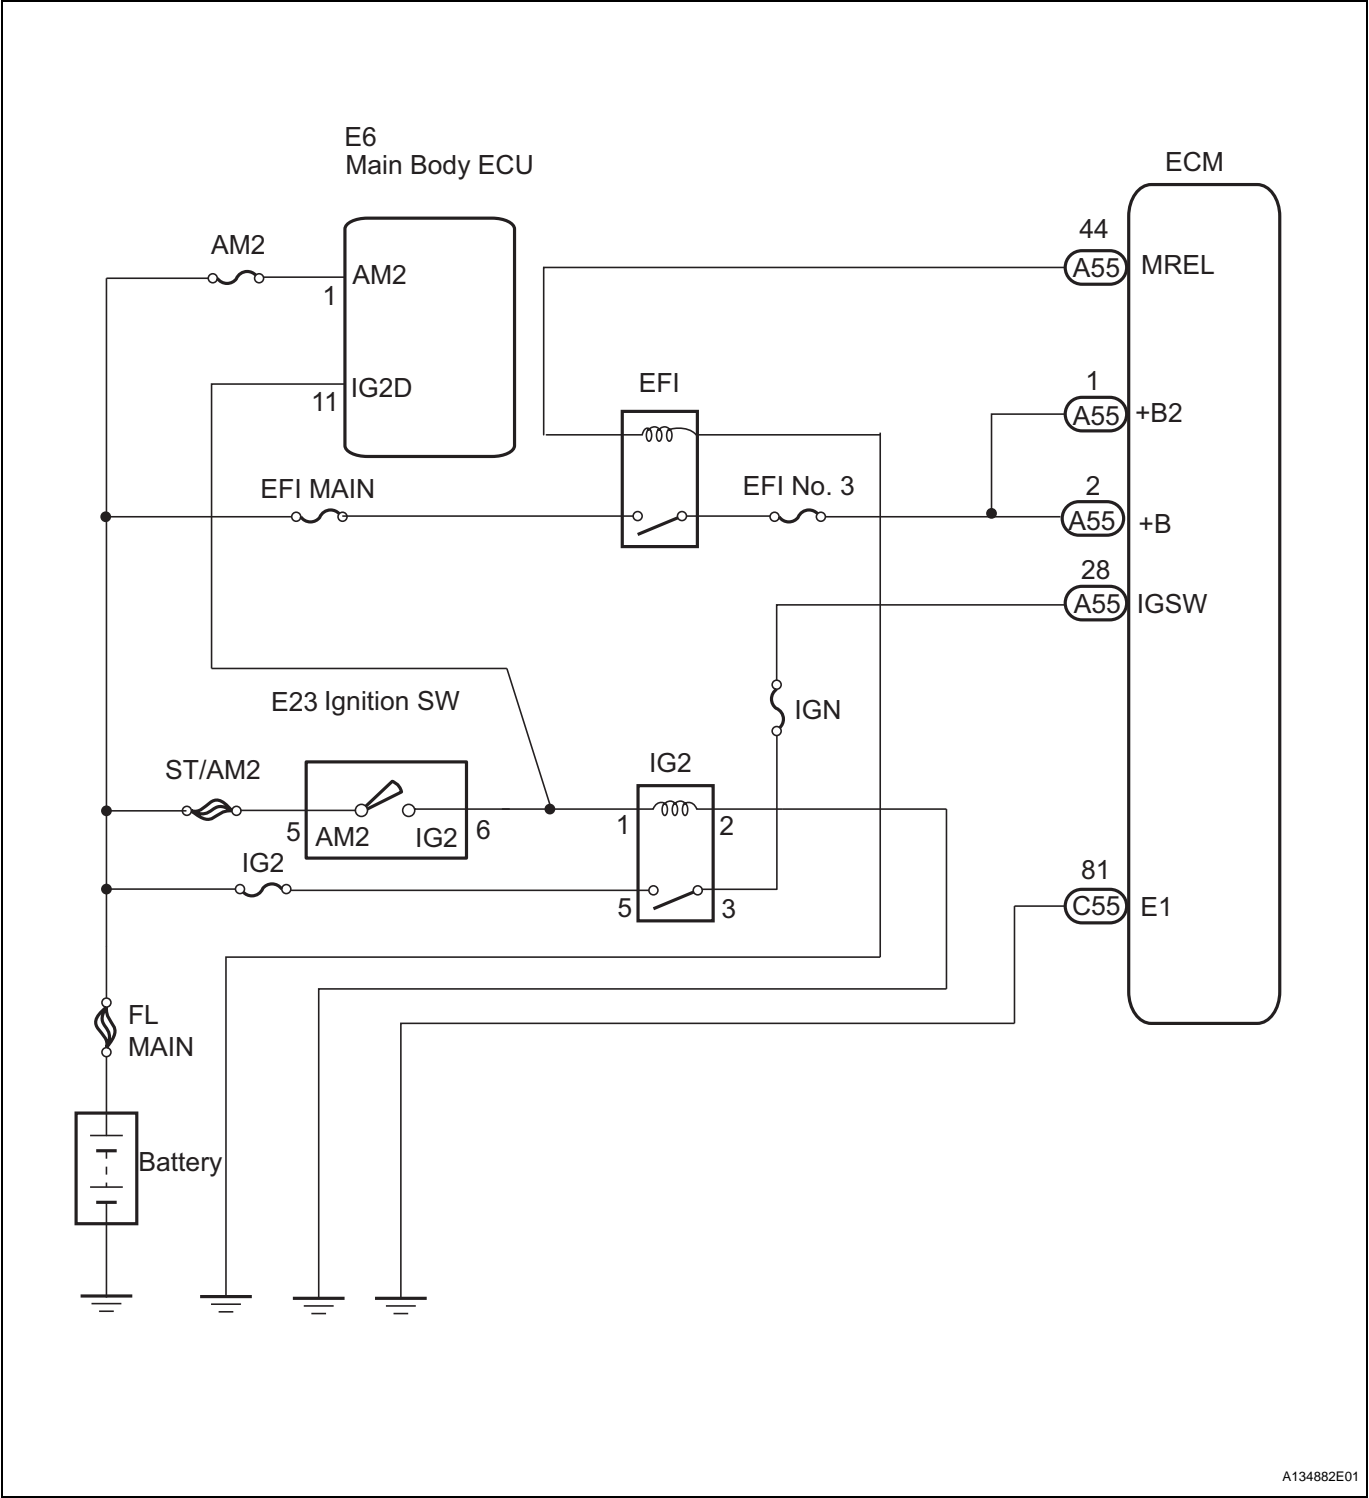 E6
Main Body ECU
ECM
44
AM2
A55 MREL
AM2
1
1
EFI
IG2D
11
A55 +B2
EFI MAIN
EFI No. 3
2
A55 +B
28
A55 IGSW
E23 Ignition SW
IGN
IG2
ST/AM2
5 AM2 IG2 6
1 2
IG2
81
5 3
C55 E1
FL
MAIN
Battery
A134882E01